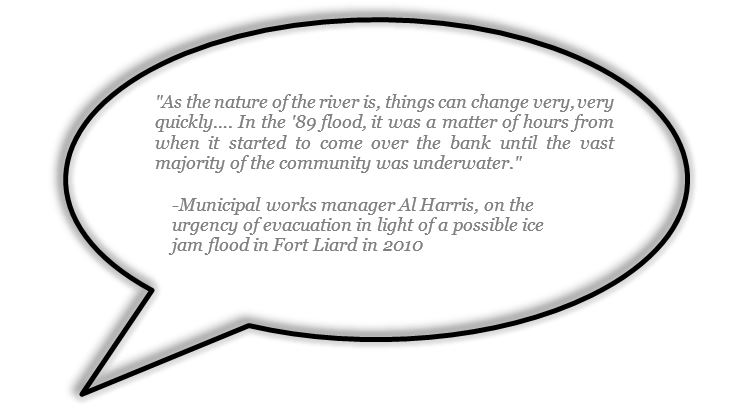 "As the nature of the river is, things can change very, very
quickly.... In the '89 flood, it was a matter of hours from
when it started to come over the bank until the vast
majority of the community was underwater."
-Municipal works manager Al Harris, on the
urgency of evacuation in light of a possible ice
jam flood in Fort Liard in 2010